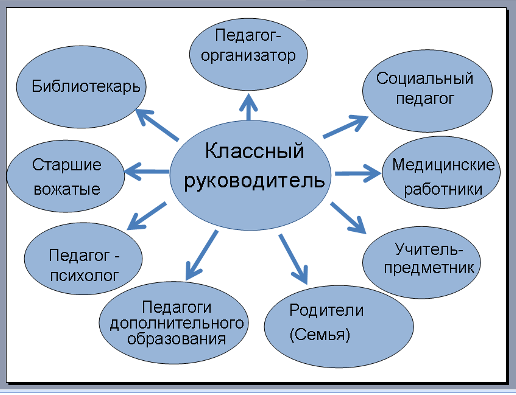 Педагог-
организатор
Библиотекарь
Социальный
педагог
Классный
руководитель
Старшие
вожатые
Медицинские
работники
Педагог -
психолог
Учитель-
предметник
Педагоги
дополнительного
образования
Родители
(Семья)